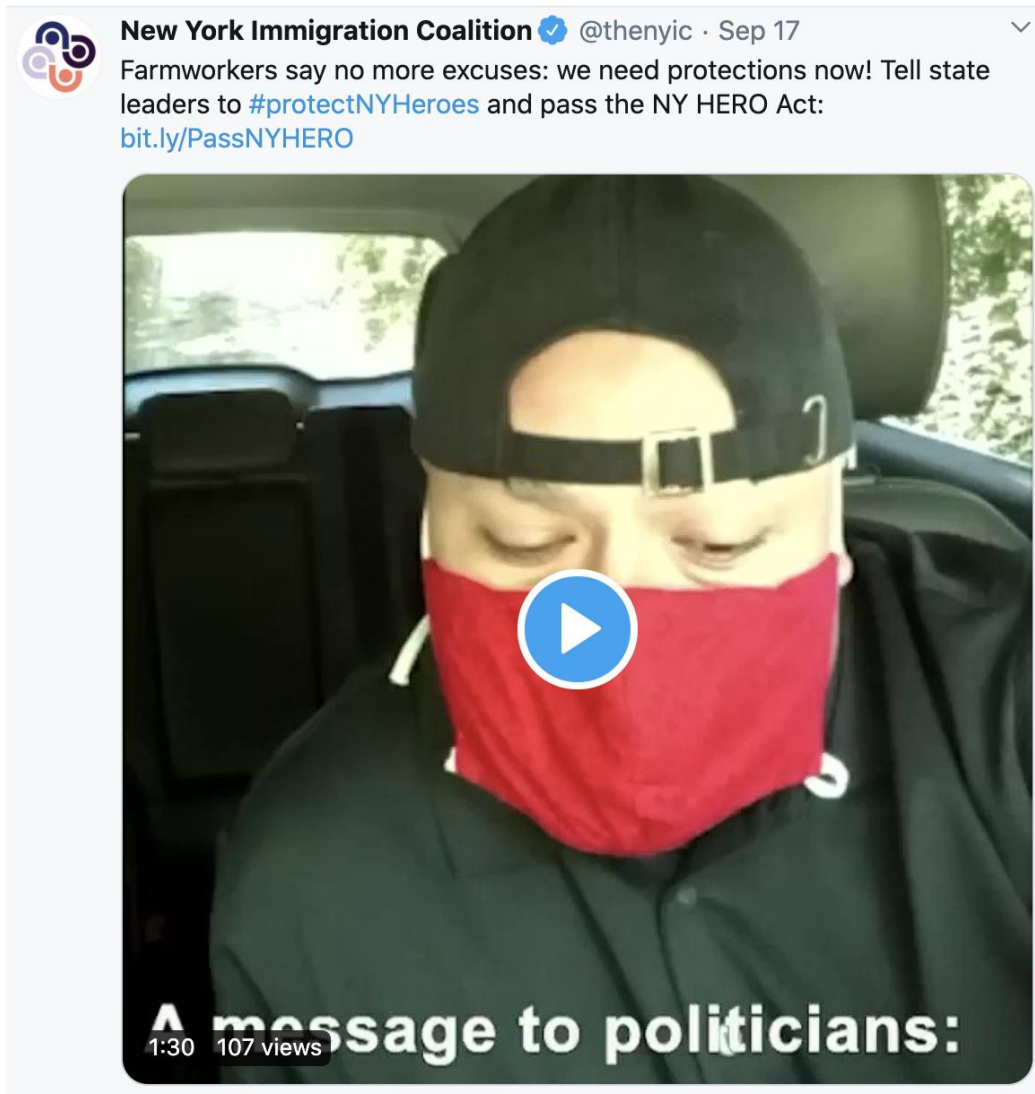 New York Immigration Coalition @thenyic · Sep 17
Farmworkers say no more excuses: we need protections now! Tell state
leaders to #protectNYHeroes and pass the NY HERO Act:
bit.ly/PassNYHERO
A message to politicians:
1:30 107 views